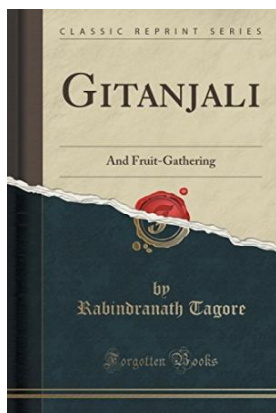 CLASSIC REPRINT SERIES
GITANJALI
And Fruit-Gathering
by
Rabindranath Tagore
Forgotten Books